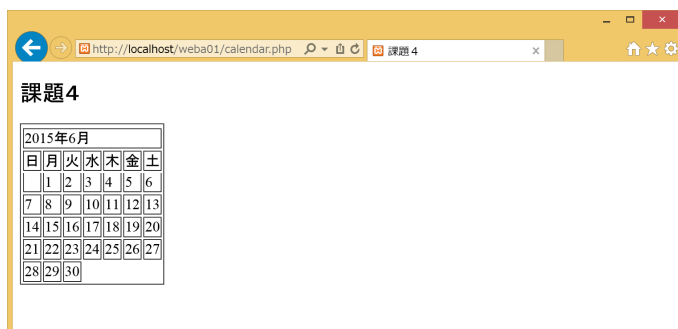 http://localhost/weba01/calendar.php 課題4
課題4
2015年6月
日 月 火 水 木 金 土
1 2 3 4 5 6
7 8 9 10 11 12 13
14 15 16 17 18 19 20
21 22 23 24 25 26 27
28 29 30